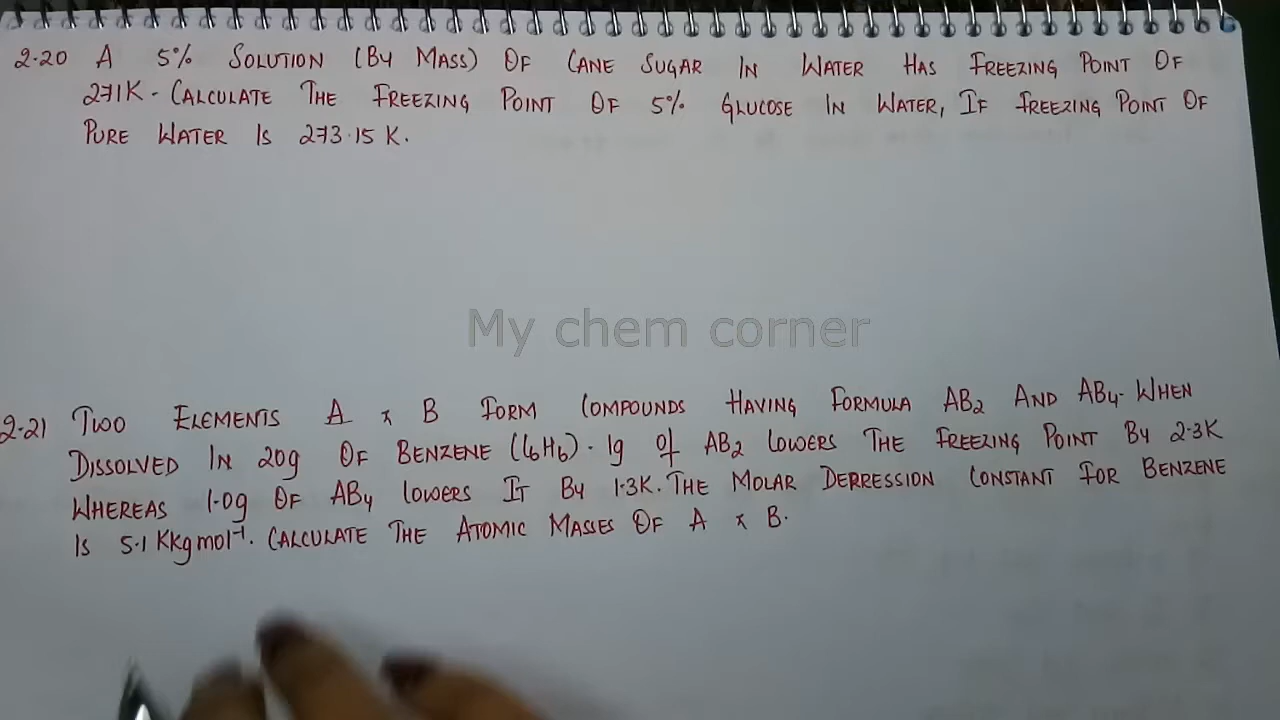 2.20 A 5% SOLUTION (BY MASS) OF CANE SUGAR IN WATER HAS FREEZING POINT OF
271K - CALCULATE THE FREEZING POINT OF 5% GLUCOSE IN WATER, IF FREEZING POINT OF
PURE WATER IS 273.15 K.
My chem corner
2.21 TWO ELEMENTS A & B FORM COMPOUNDS HAVING FORMULA AB2 AND AB4. WHEN
DISSOLVED IN 20g OF BENZENE (C6H6). 1g of AB2 LOWERS THE FREEZING POINT BY 2.3K
WHEREAS 1.0g OF AB4 LOWERS IT BY 1.3K. THE MOLAR DERRESSION CONSTANT FOR BENZENE
IS 5.1 KKgmol-1. CALCULATE THE ATOMIC MASSES OF A & B.